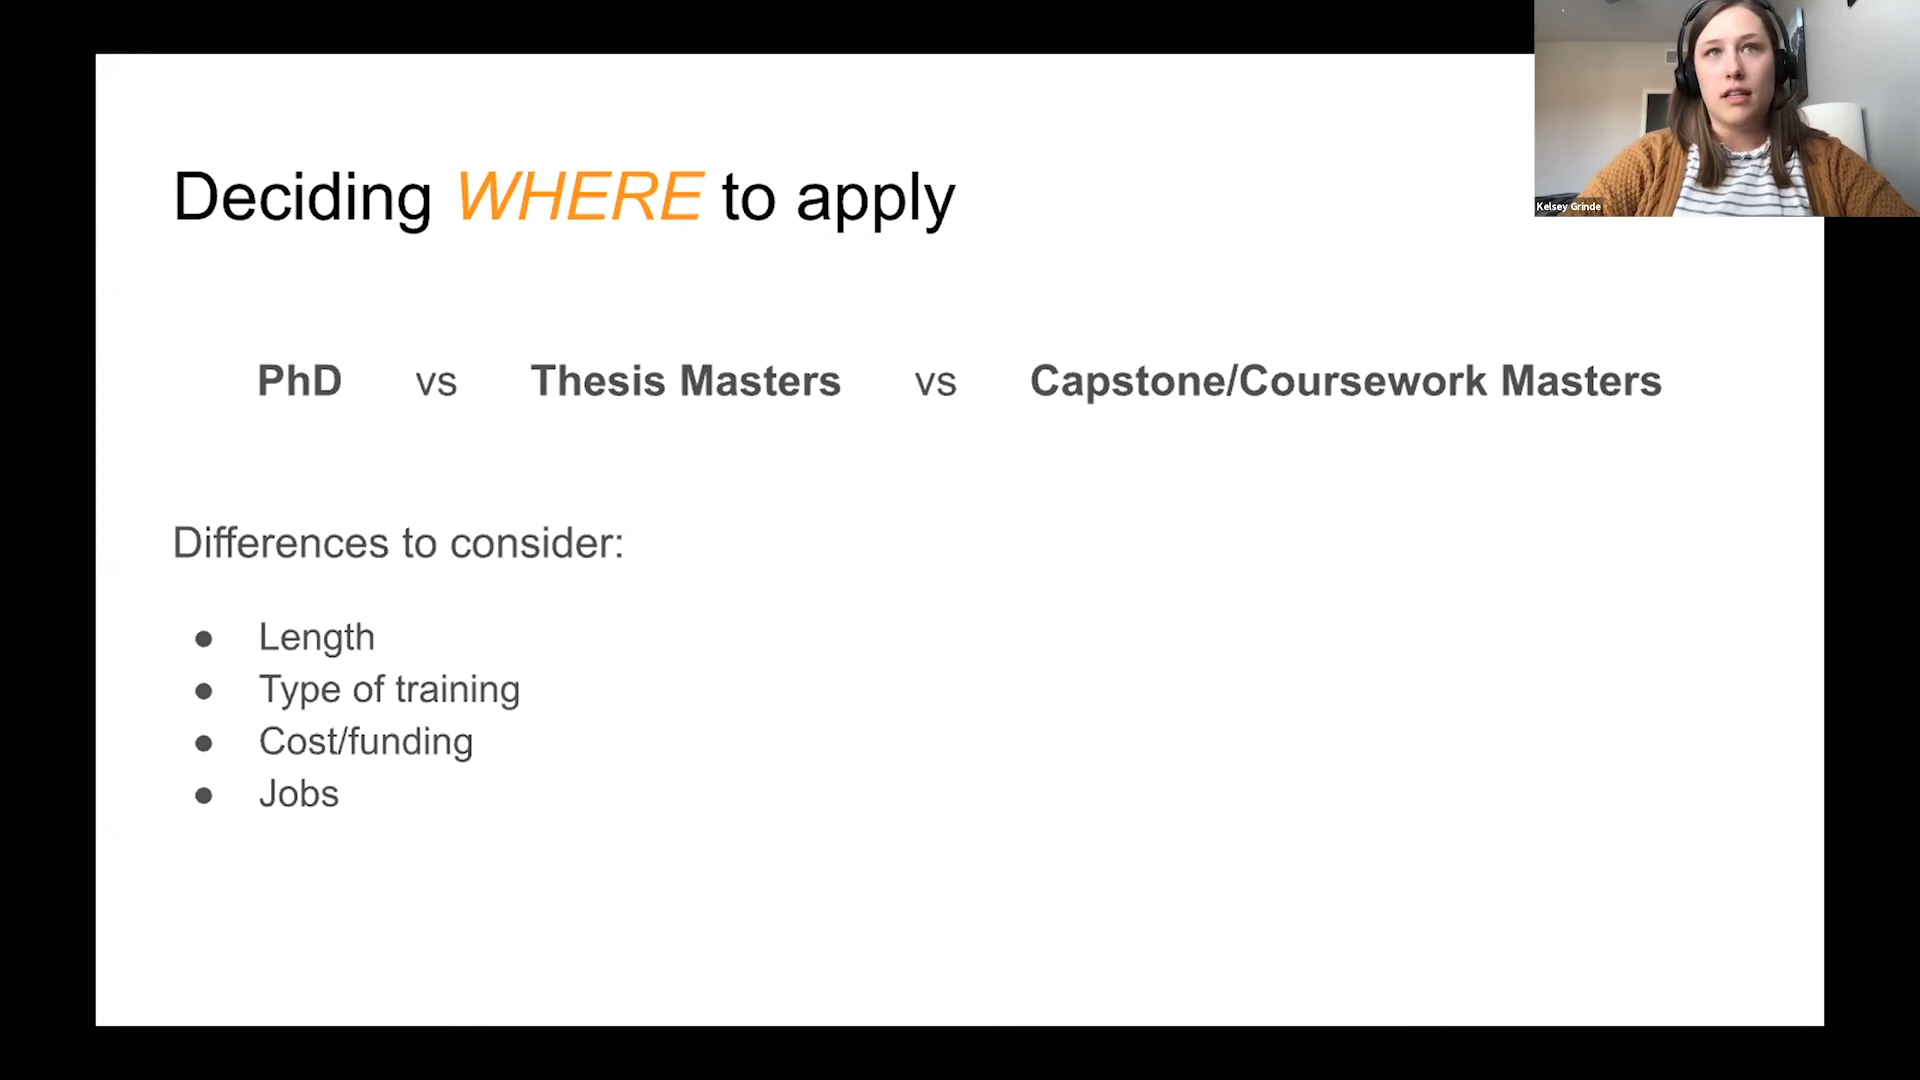 Deciding WHERE to apply
PhD vs Thesis Masters vs Capstone/Coursework Masters
Differences to consider:
● Length
● Type of training
● Cost/funding
● Jobs
Kelsey Grinde